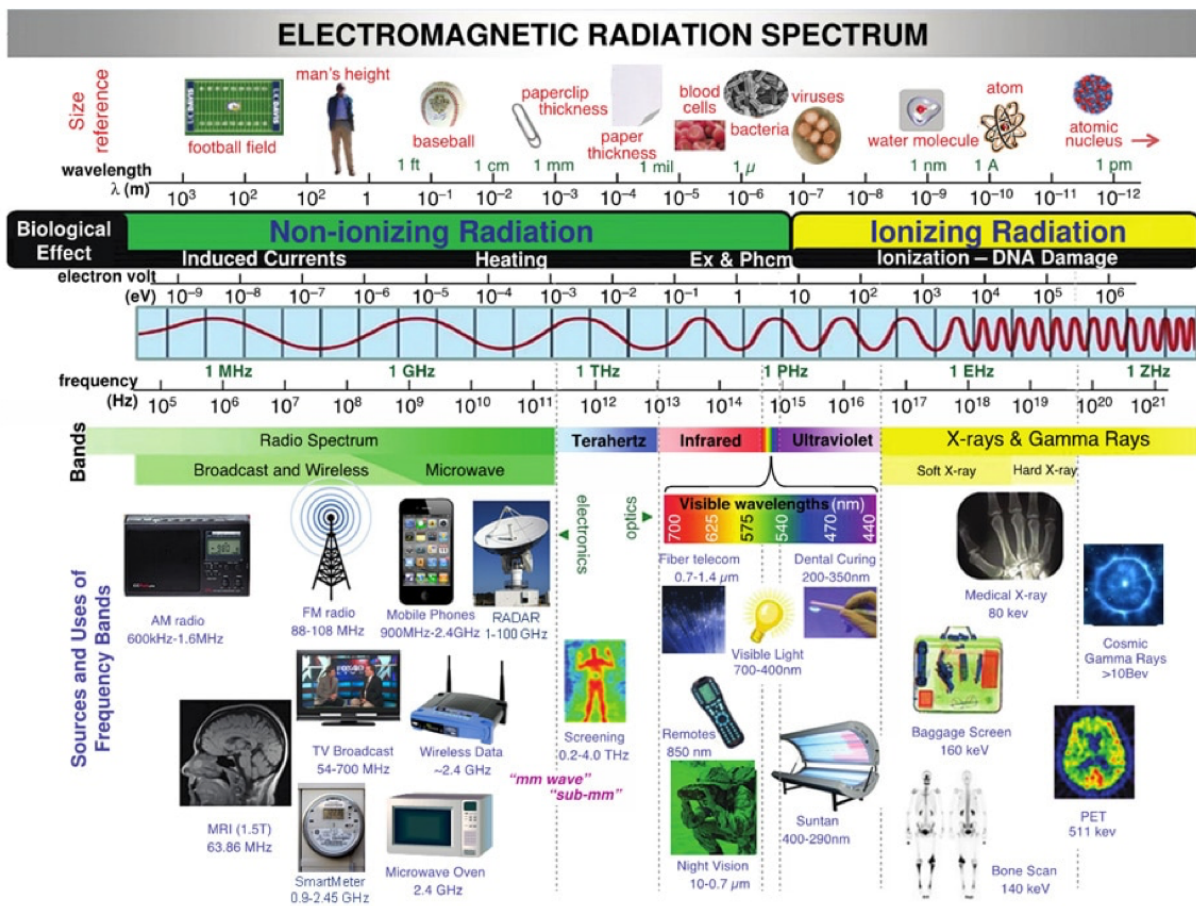 ELECTROMAGNETIC RADIATION SPECTRUM
Size
reference
football field
man's height
baseball
paperclip
thickness
paper
thickness
blood
cells
bacteria
viruses
water molecule
atom
atomic
nucleus
wavelength
λ (m)
1 ft
1 cm
1 mm
1 mil
1 µ
1 nm
1 A
1 pm
10³ 10² 10² 1 10⁻¹ 10⁻² 10⁻³ 10⁻⁴ 10⁻⁵ 10⁻⁶ 10⁻⁷ 10⁻⁸ 10⁻⁹ 10⁻¹⁰ 10⁻¹¹ 10⁻¹²
Biological
Effect
Non-ionizing Radiation
Ionizing Radiation
Induced Currents
Heating
Ex & Phcm
Ionization – DNA Damage
electron volt
(eV)
10⁻⁹ 10⁻⁸ 10⁻⁷ 10⁻⁶ 10⁻⁵ 10⁻⁴ 10⁻³ 10⁻² 10⁻¹ 1 10 10² 10³ 10⁴ 10⁵ 10⁶
1 MHz
1 GHz
1 THz
1 PHz
1 EHz
1 ZHz
frequency
(Hz)
10⁵ 10⁶ 10⁷ 10⁸ 10⁹ 10¹⁰ 10¹¹ 10¹² 10¹³ 10¹⁴ 10¹⁵ 10¹⁶ 10¹⁷ 10¹⁸ 10¹⁹ 10²⁰ 10²¹
Bands
Radio Spectrum
Terahertz
Infrared
Ultraviolet
X-rays & Gamma Rays
Broadcast and Wireless
Microwave
Soft X-ray
Hard X-ray
electronics
optics
Visible wavelengths (nm)
700 625 575 540 470 440
Sources and Uses of
Frequency Bands
AM radio
600kHz-1.6MHz
FM radio
88-108 MHz
Mobile Phones
900MHz-2.4GHz
RADAR
1-100 GHz
Fiber telecom
0.7-1.4 µm
Dental Curing
200-350nm
Visible Light
700-400nm
Medical X-ray
80 kev
Cosmic
Gamma Rays
>10Bev
TV Broadcast
54-700 MHz
Wireless Data
~2.4 GHz
Screening
0.2-4.0 THz
"mm wave"
"sub-mm"
Remotes
850 nm
Baggage Screen
160 keV
MRI (1.5T)
63.86 MHz
SmartMeter
0.9-2.45 GHz
Microwave Oven
2.4 GHz
Night Vision
10-0.7 µm
Suntan
400-290nm
PET
511 kev
Bone Scan
140 keV